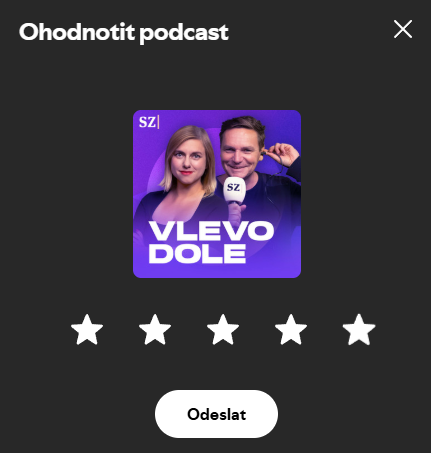 Ohodnotit podcast
SZ
SZ
VLEVO
DOLE
Odeslat